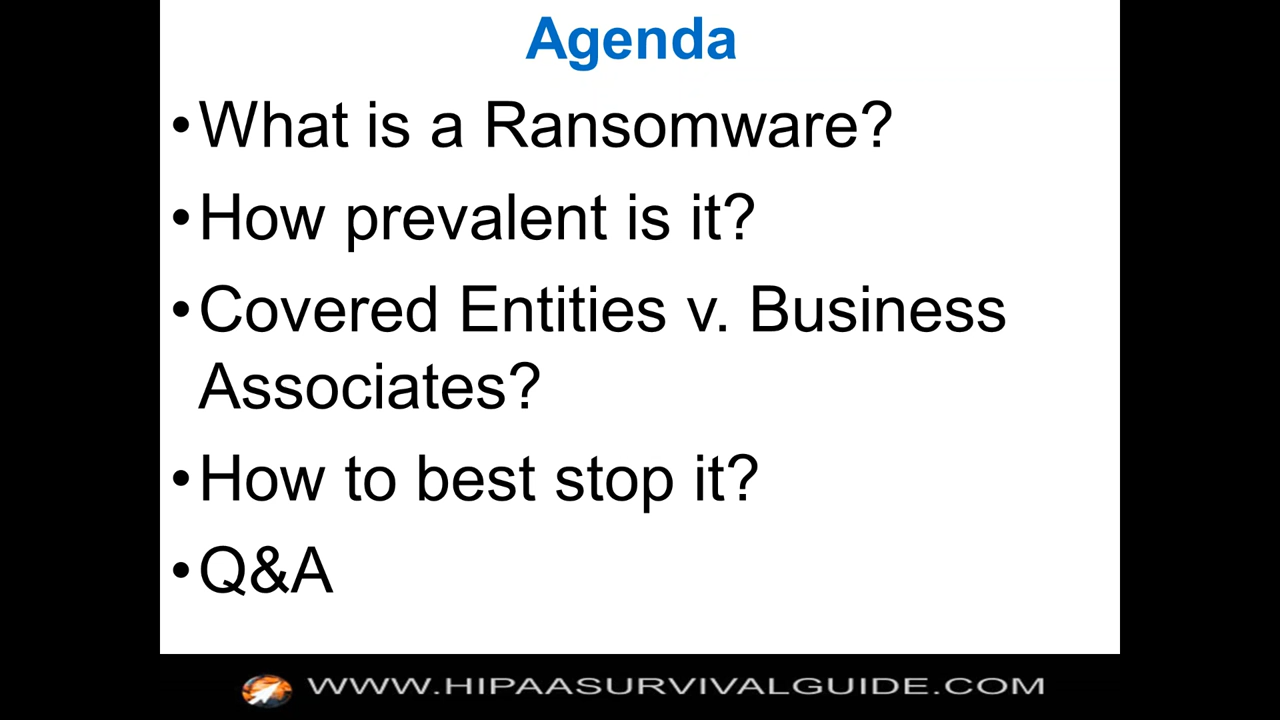 Agenda
•What is a Ransomware?
•How prevalent is it?
•Covered Entities v. Business
Associates?
•How to best stop it?
•Q&A
WWW.HIPAASURVIVALGUIDE.COM